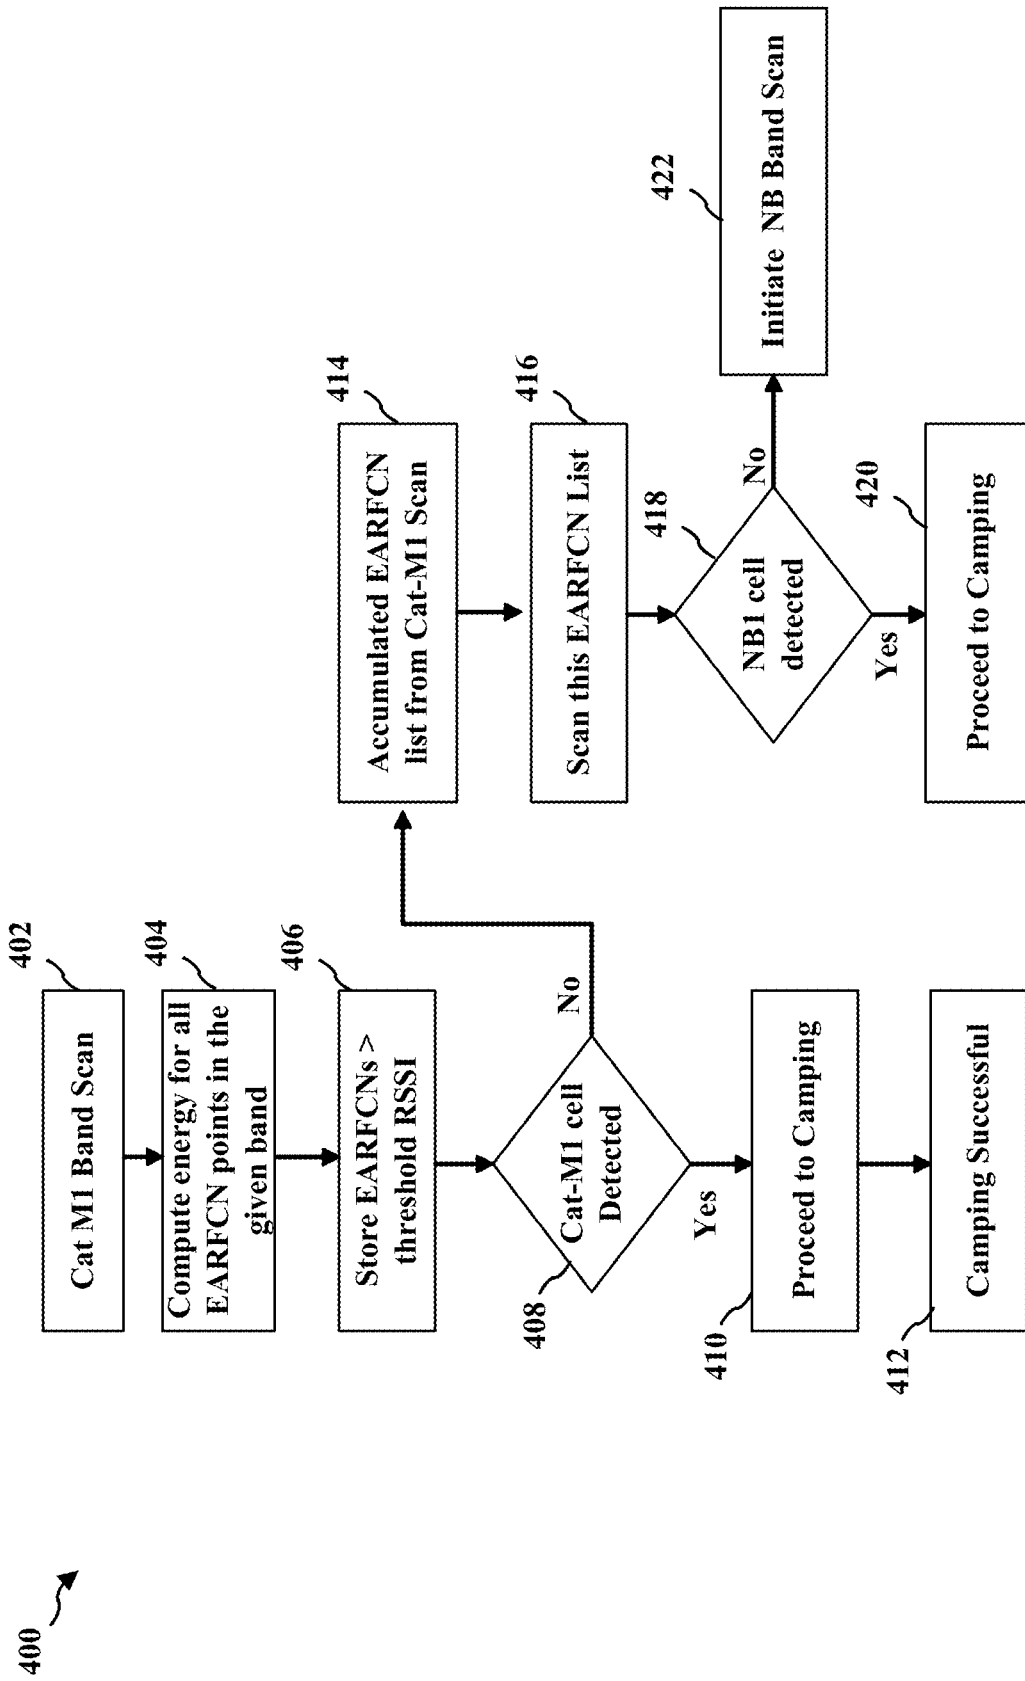 400
402
Cat M1 Band Scan
404
Compute energy for all
EARFCN points in the
given band
406
Store EARFCNs >
threshold RSSI
408
Cat-M1 cell
Detected
No
Yes
410
Proceed to Camping
412
Camping Successful
414
Accumulated EARFCN
list from Cat-M1 Scan
416
Scan this EARFCN List
418
NB1 cell
detected
No
Yes
420
Proceed to Camping
422
Initiate NB Band Scan